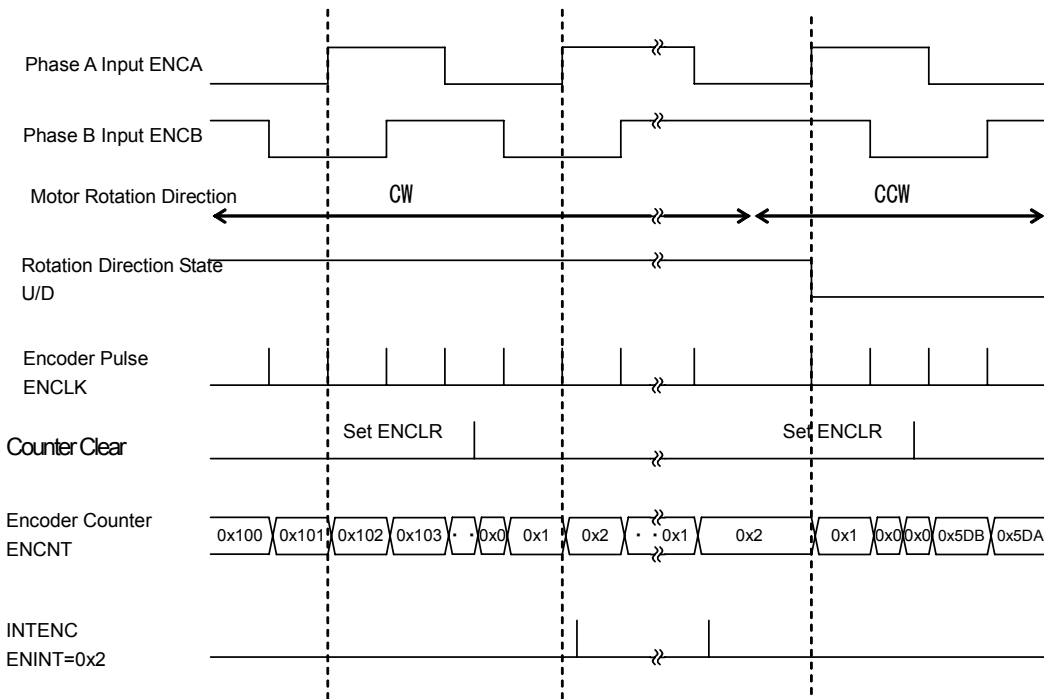 Phase A Input ENCA
Phase B Input ENCB
Motor Rotation Direction
CW
CCW
Rotation Direction State
U/D
Encoder Pulse
ENCLK
Counter Clear
Set ENCLR
Set ENCLR
Encoder Counter
ENCNT
0x100 0x101 0x102 0x103 · · 0x0 0x1 0x2 · · 0x1 0x2 0x1 0x0 0x0 0x5DB 0x5DA
INTENC
ENINT=0x2